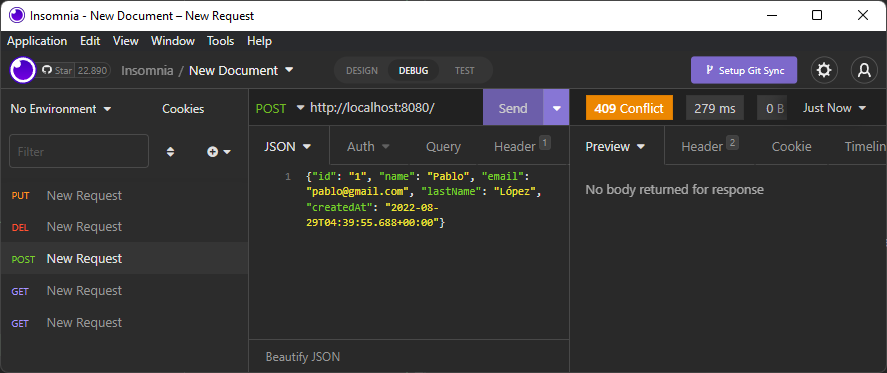 Insomnia - New Document – New Request
Application Edit View Window Tools Help
Star 22.890 Insomnia / New Document DESIGN DEBUG TEST Setup Git Sync
No Environment Cookies
Filter
PUT New Request
DEL New Request
POST New Request
GET New Request
GET New Request
POST http://localhost:8080/ Send
JSON Auth Query Header 1
1 {"id": "1", "name": "Pablo", "email":
"pablo@gmail.com", "lastName": "López",
"createdAt": "2022-08-
29T04:39:55.688+00:00"}
Beautify JSON
409 Conflict 279 ms 0 B Just Now
Preview Header 2 Cookie Timelin
No body returned for response